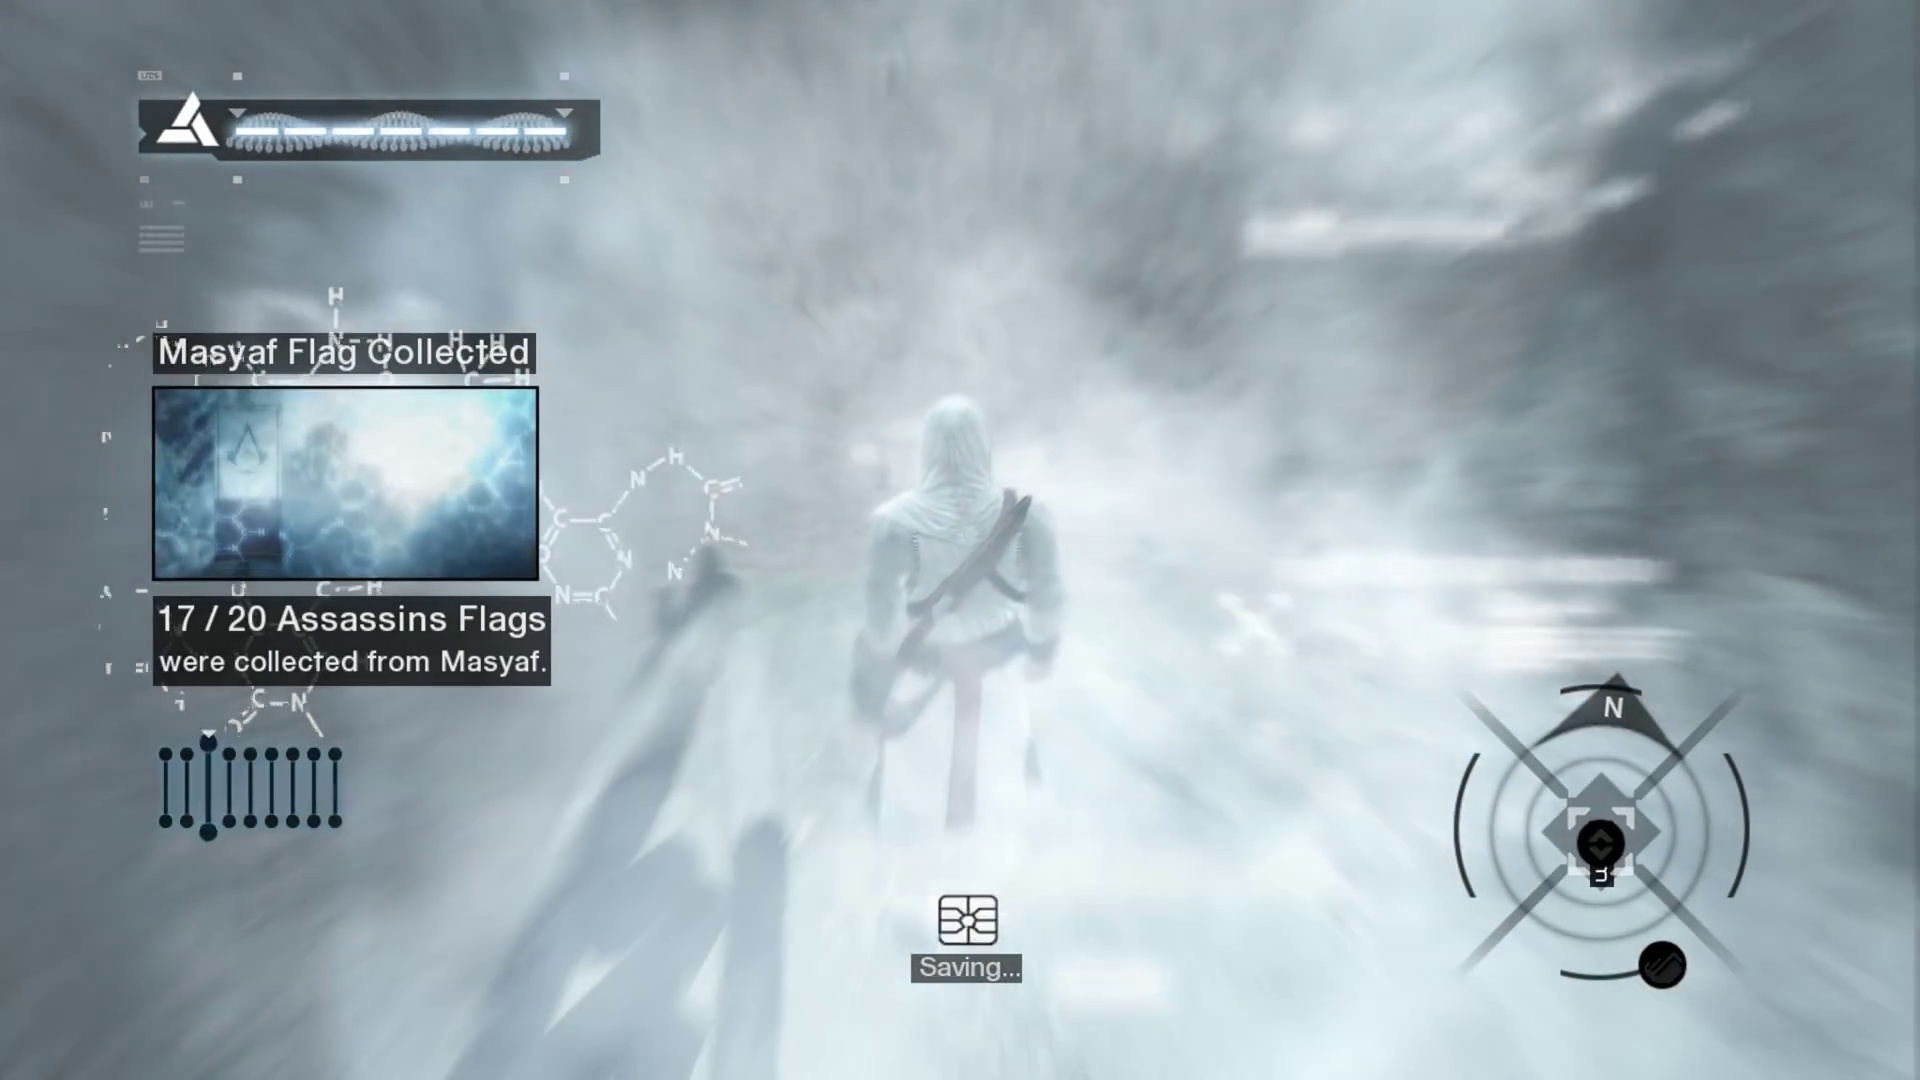 Masyaf Flag Collected
17 / 20 Assassins Flags
were collected from Masyaf.
N
Saving...